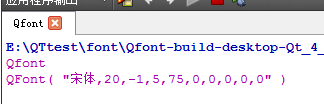 应用程序输出
Qfont
E:\QTtest\font\Qfont-build-desktop-Qt_4_
Qfont
QFont( "宋体,20,-1,5,75,0,0,0,0,0" )